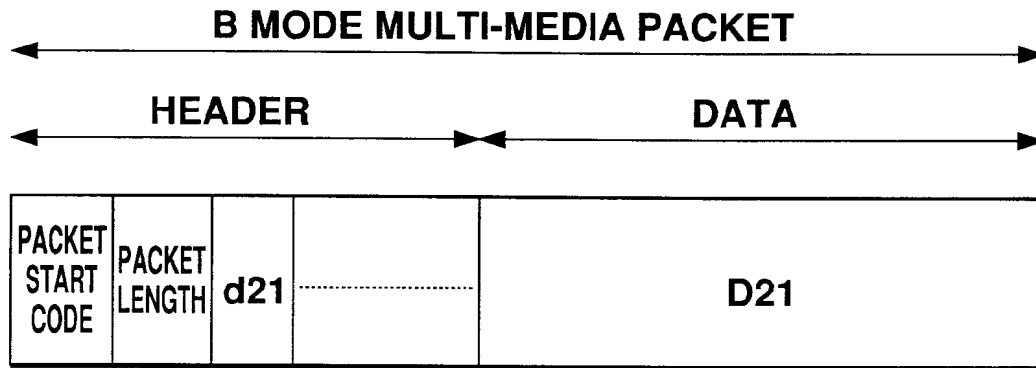 B MODE MULTI-MEDIA PACKET
HEADER
DATA
PACKET
START
CODE
PACKET
LENGTH
d21
D21